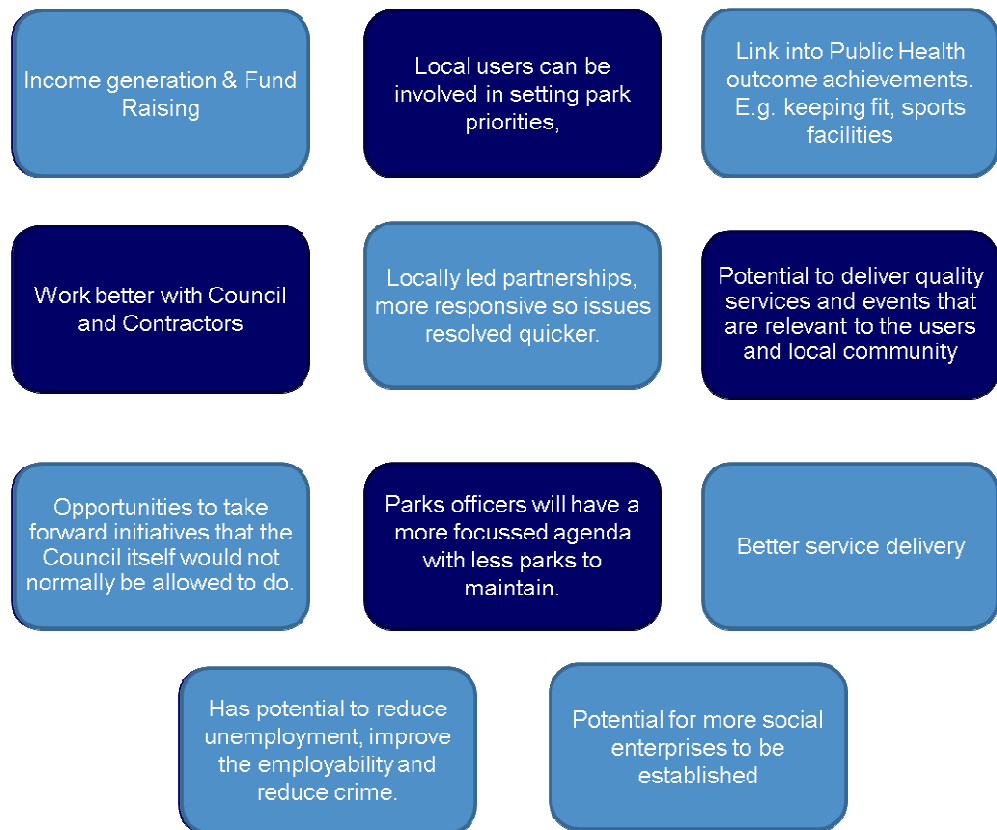 Income generation & Fund
Raising
Local users can be
involved in setting park
priorities,
Link into Public Health
outcome achievements.
E.g. keeping fit, sports
facilities
Work better with Council
and Contractors
Locally led partnerships,
more responsive so issues
resolved quicker.
Potential to deliver quality
services and events that
are relevant to the users
and local community
Opportunities to take
forward initiatives that the
Council itself would not
normally be allowed to do.
Parks officers will have a
more focussed agenda
with less parks to
maintain.
Better service delivery
Has potential to reduce
unemployment, improve
the employability and
reduce crime.
Potential for more social
enterprises to be
established